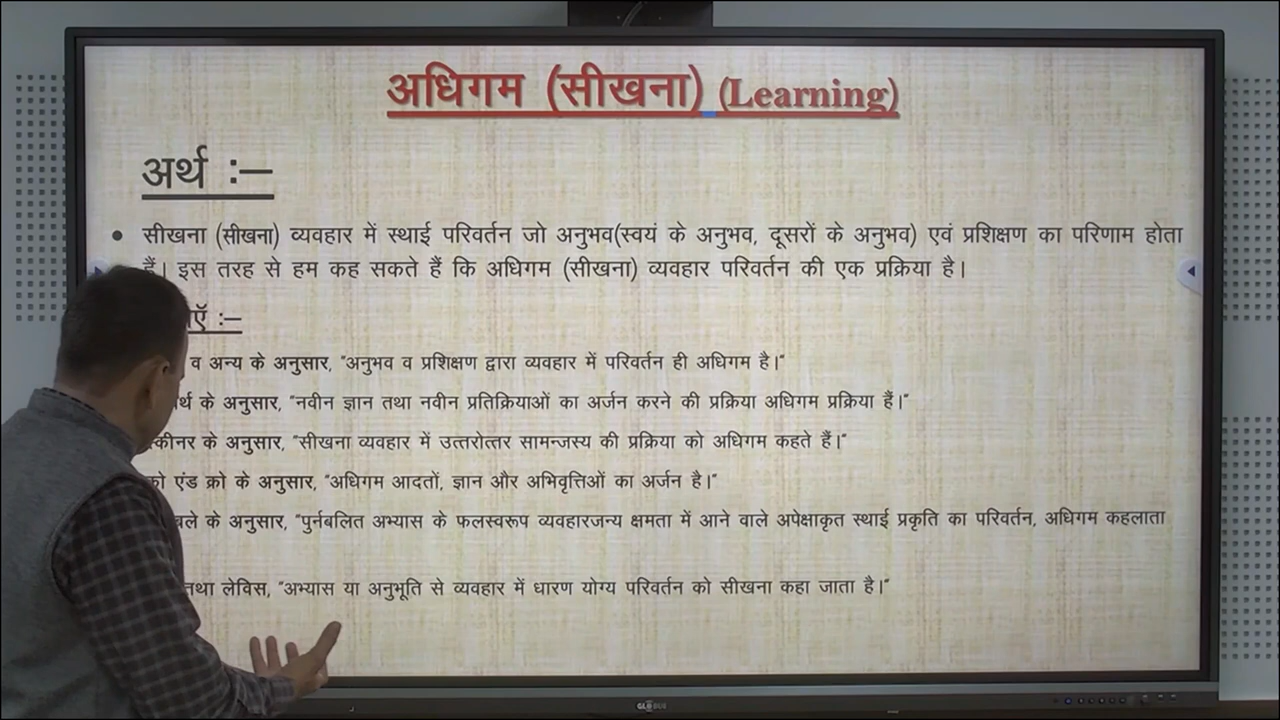 अधिगम (सीखना) (Learning)
अर्थ :–
• सीखना (सीखना) व्यवहार में स्थाई परिवर्तन जो अनुभव(स्वयं के अनुभव, दूसरों के अनुभव) एवं प्रशिक्षण का परिणाम होता
हैं। इस तरह से हम कह सकते हैं कि अधिगम (सीखना) व्यवहार परिवर्तन की एक प्रक्रिया है।
:–
व अन्य के अनुसार, "अनुभव व प्रशिक्षण द्वारा व्यवहार में परिवर्तन ही अधिगम है।"
के अनुसार, "नवीन ज्ञान तथा नवीन प्रतिक्रियाओं का अर्जन करने की प्रक्रिया अधिगम प्रक्रिया हैं।"
स्कीनर के अनुसार, "सीखना व्यवहार में उत्तरोत्तर सामन्जस्य की प्रक्रिया को अधिगम कहते हैं।"
क्रो एंड क्रो के अनुसार, "अधिगम आदतों, ज्ञान और अभिवृत्तिओं का अर्जन है।"
के अनुसार, "पुर्नबलित अभ्यास के फलस्वरूप व्यवहारजन्य क्षमता में आने वाले अपेक्षाकृत स्थाई प्रकृति का परिवर्तन, अधिगम कहलाता
तथा लेविस, "अभ्यास या अनुभूति से व्यवहार में धारण योग्य परिवर्तन को सीखना कहा जाता है।"
GLOBUS